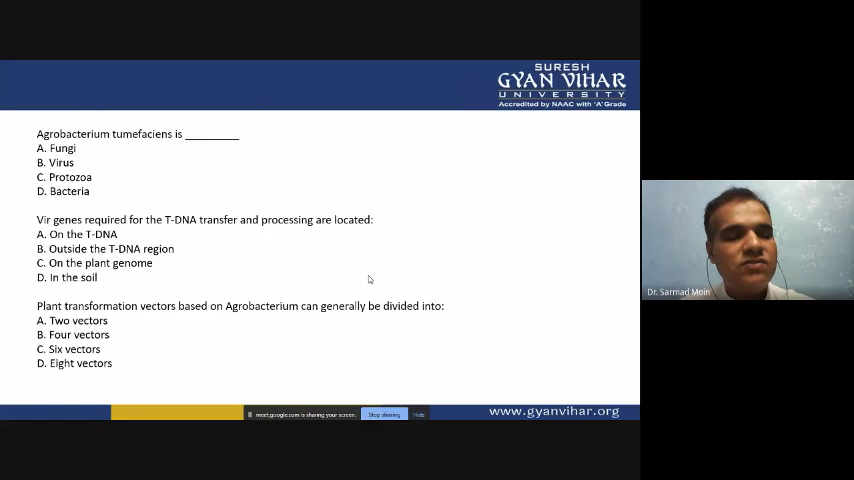 SURESH
GYAN VIHAR
UNIVERSITY
Accredited by NAAC with 'A' Grade
Agrobacterium tumefaciens is _________
A. Fungi
B. Virus
C. Protozoa
D. Bacteria
Vir genes required for the T-DNA transfer and processing are located:
A. On the T-DNA
B. Outside the T-DNA region
C. On the plant genome
D. In the soil
Plant transformation vectors based on Agrobacterium can generally be divided into:
A. Two vectors
B. Four vectors
C. Six vectors
D. Eight vectors
Dr. Sarmad Moin
meet.google.com is sharing your screen.
Stop sharing
Hide
www.gyanvihar.org